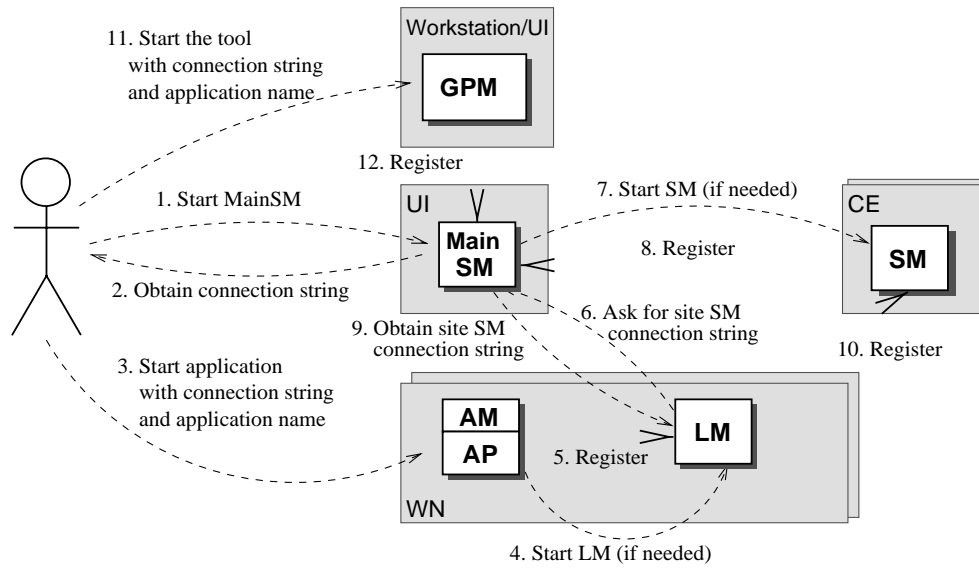 11. Start the tool
with connection string
and application name
Workstation/UI
GPM
12. Register
1. Start MainSM
UI
Main
SM
7. Start SM (if needed)
CE
SM
8. Register
2. Obtain connection string
9. Obtain site SM
connection string
6. Ask for site SM
connection string
10. Register
3. Start application
with connection string
and application name
AM
AP
LM
5. Register
WN
4. Start LM (if needed)